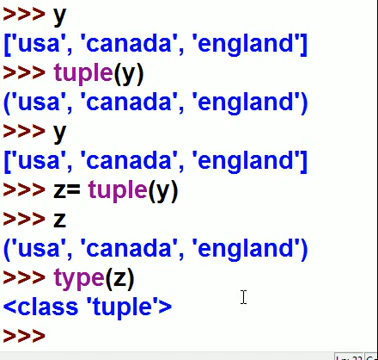 >>> y
['usa', 'canada', 'england']
>>> tuple(y)
('usa', 'canada', 'england')
>>> y
['usa', 'canada', 'england']
>>> z= tuple(y)
>>> z
('usa', 'canada', 'england')
>>> type(z)
<class 'tuple'>
>>>